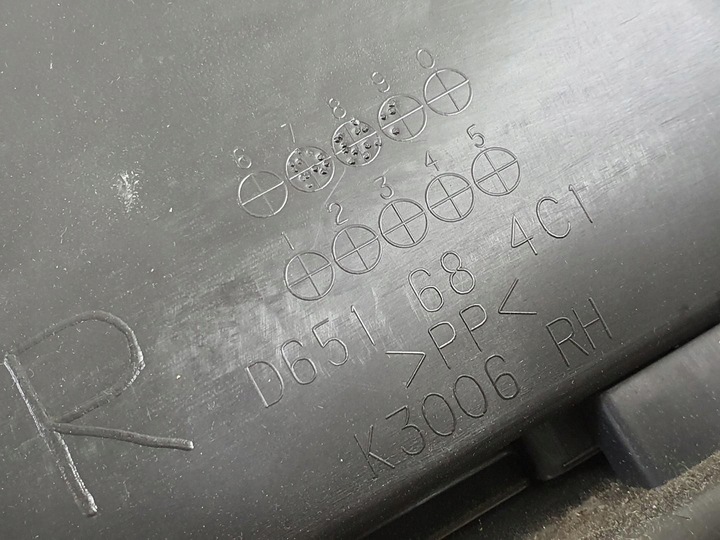 6 7 8 9 0
1 2 3 4 5
D651 68 4C1
>PP<
K3006 RH
R